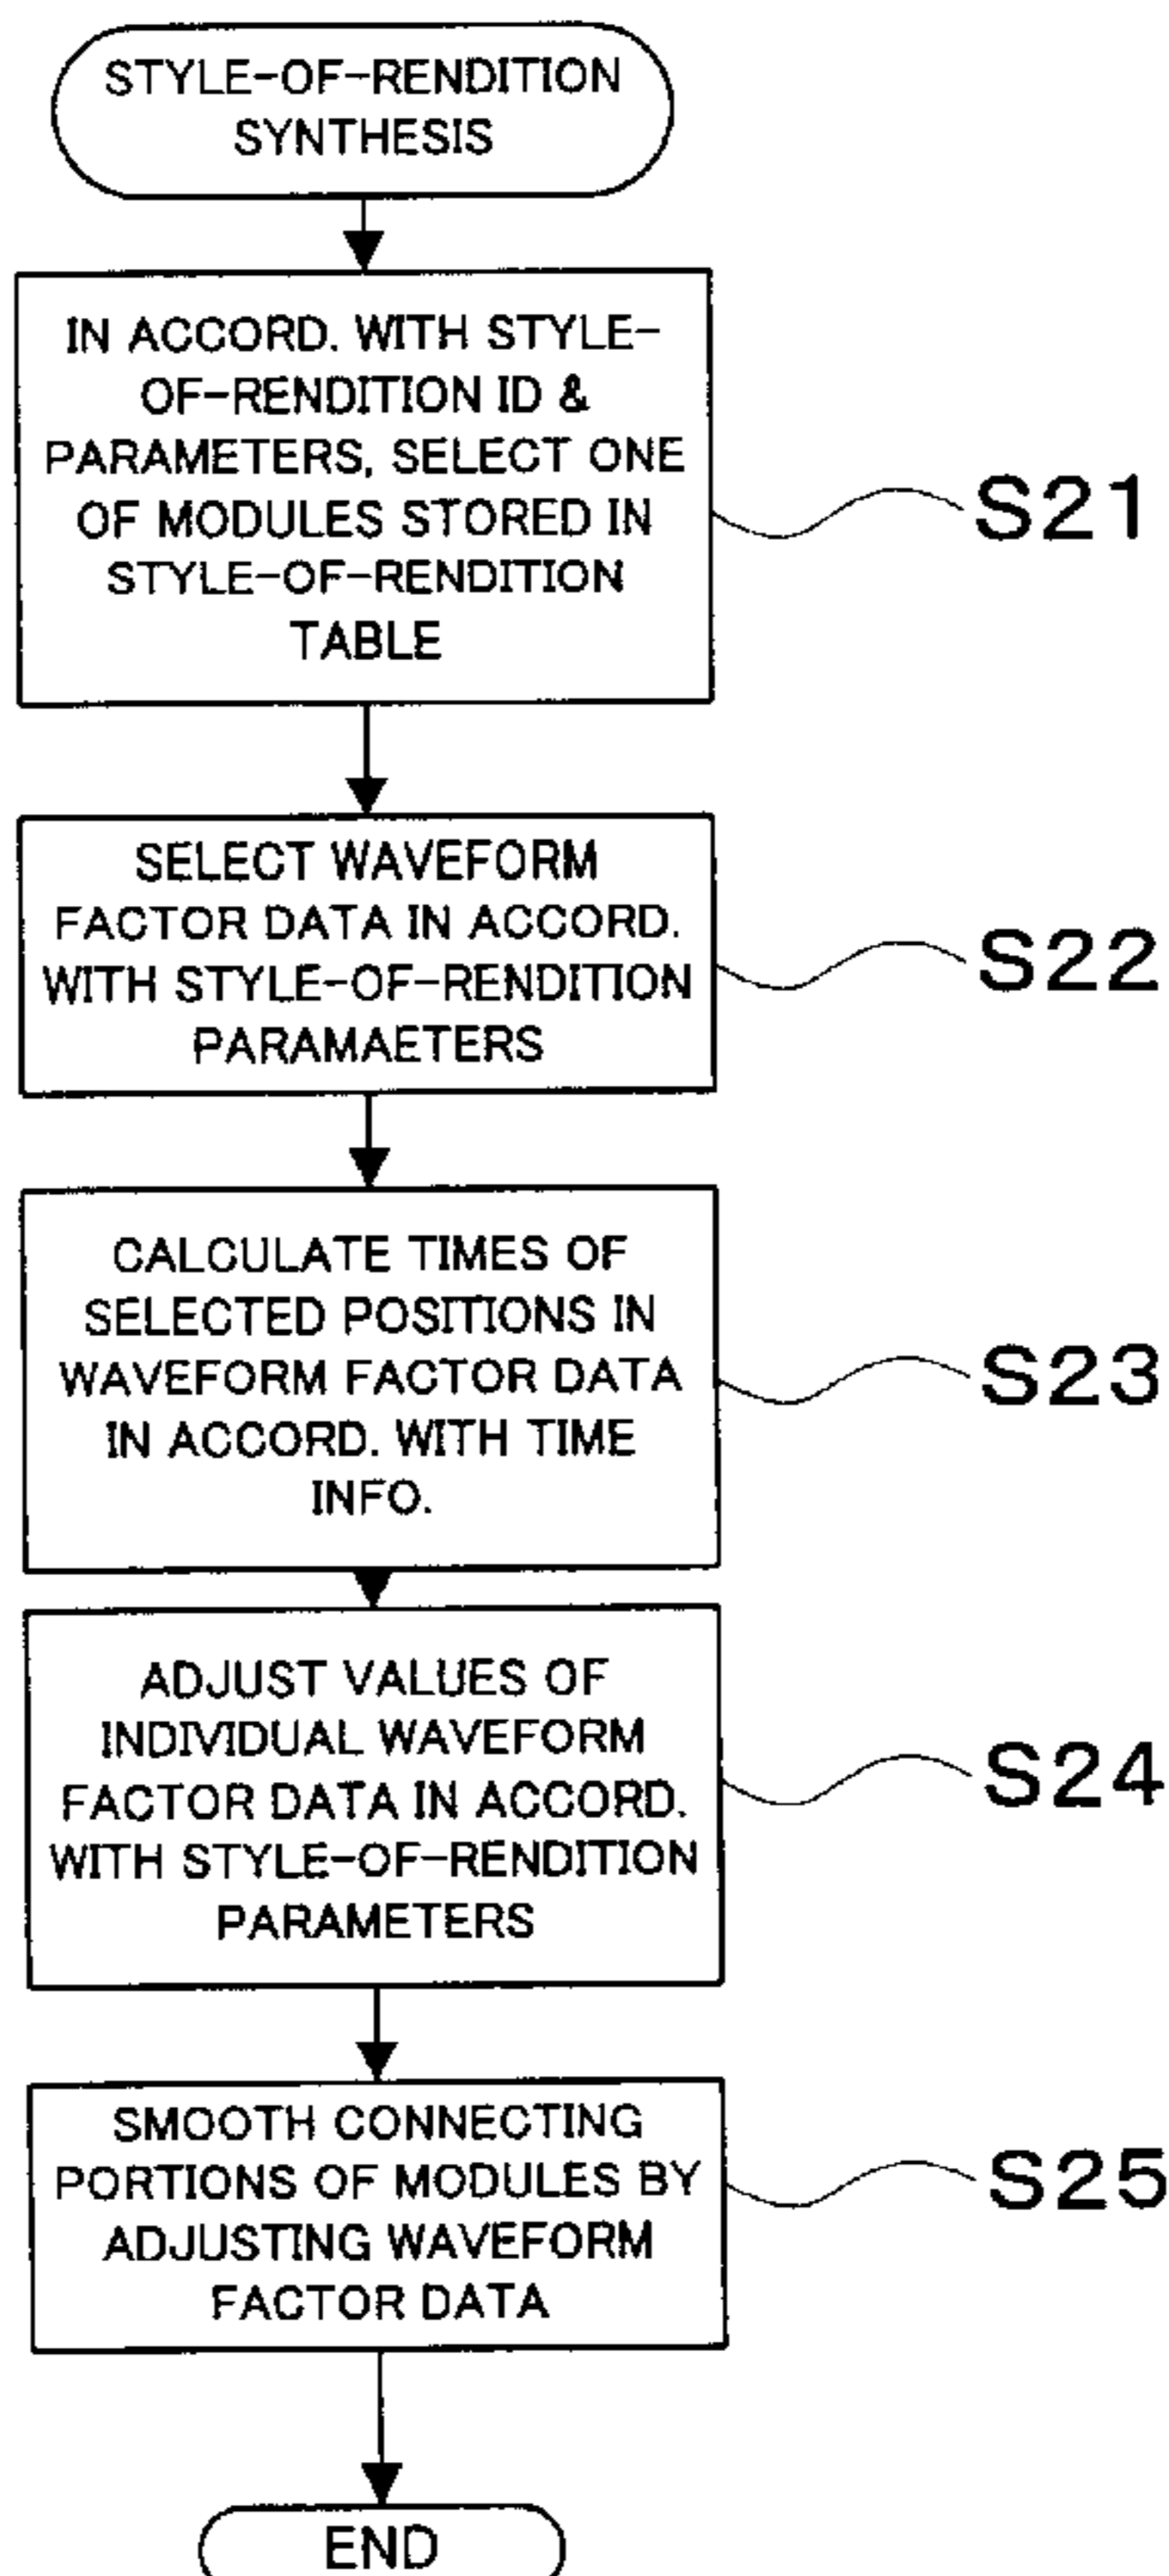 STYLE-OF-RENDITION
SYNTHESIS
IN ACCORD. WITH STYLE-
OF-RENDITION ID &
PARAMETERS, SELECT ONE
OF MODULES STORED IN
STYLE-OF-RENDITION
TABLE
S21
SELECT WAVEFORM
FACTOR DATA IN ACCORD.
WITH STYLE-OF-RENDITION
PARAMAETERS
S22
CALCULATE TIMES OF
SELECTED POSITIONS IN
WAVEFORM FACTOR DATA
IN ACCORD. WITH TIME
INFO.
S23
ADJUST VALUES OF
INDIVIDUAL WAVEFORM
FACTOR DATA IN ACCORD.
WITH STYLE-OF-RENDITION
PARAMETERS
S24
SMOOTH CONNECTING
PORTIONS OF MODULES BY
ADJUSTING WAVEFORM
FACTOR DATA
S25
END